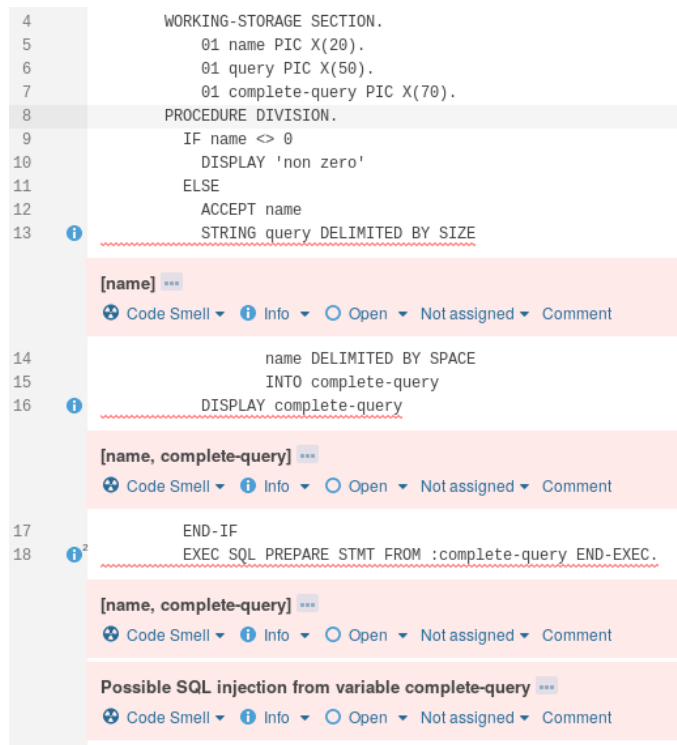 4 WORKING-STORAGE SECTION.
5 01 name PIC X(20).
6 01 query PIC X(50).
7 01 complete-query PIC X(70).
8 PROCEDURE DIVISION.
9 IF name <> 0
10 DISPLAY 'non zero'
11 ELSE
12 ACCEPT name
13 STRING query DELIMITED BY SIZE
[name] ...
Code Smell Info Open Not assigned Comment
14 name DELIMITED BY SPACE
15 INTO complete-query
16 DISPLAY complete-query
[name, complete-query] ...
Code Smell Info Open Not assigned Comment
17 END-IF
18 2 EXEC SQL PREPARE STMT FROM :complete-query END-EXEC.
[name, complete-query] ...
Code Smell Info Open Not assigned Comment
Possible SQL injection from variable complete-query ...
Code Smell Info Open Not assigned Comment